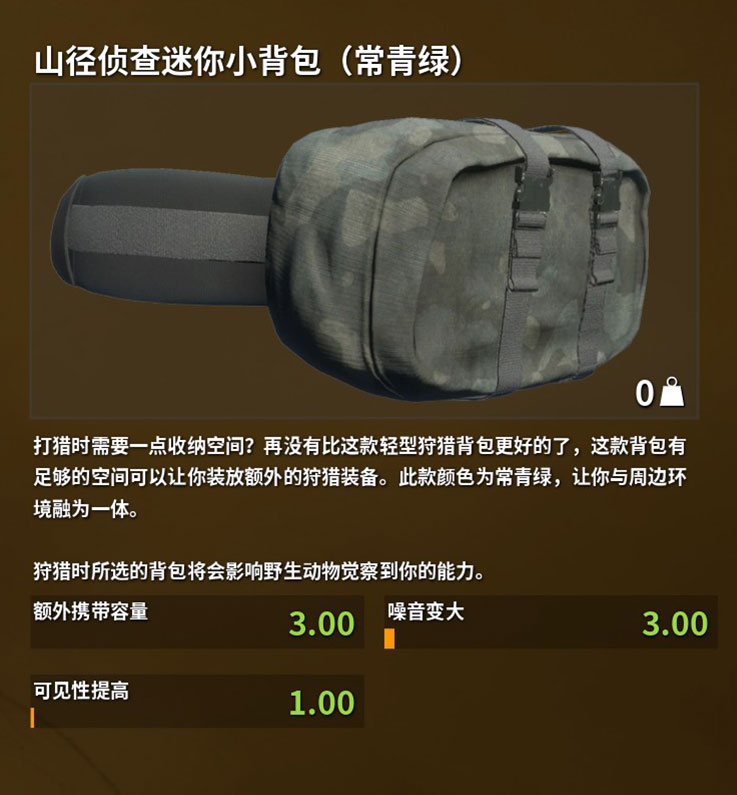 山径侦查迷你小背包（常青绿）
0
打猎时需要一点收纳空间？再没有比这款轻型狩猎背包更好的了，这款背包有
足够的空间可以让你装放额外的狩猎装备。此款颜色为常青绿，让你与周边环
境融为一体。
狩猎时所选的背包将会影响野生动物觉察到你的能力。
额外携带容量
3.00
噪音变大
3.00
可见性提高
1.00